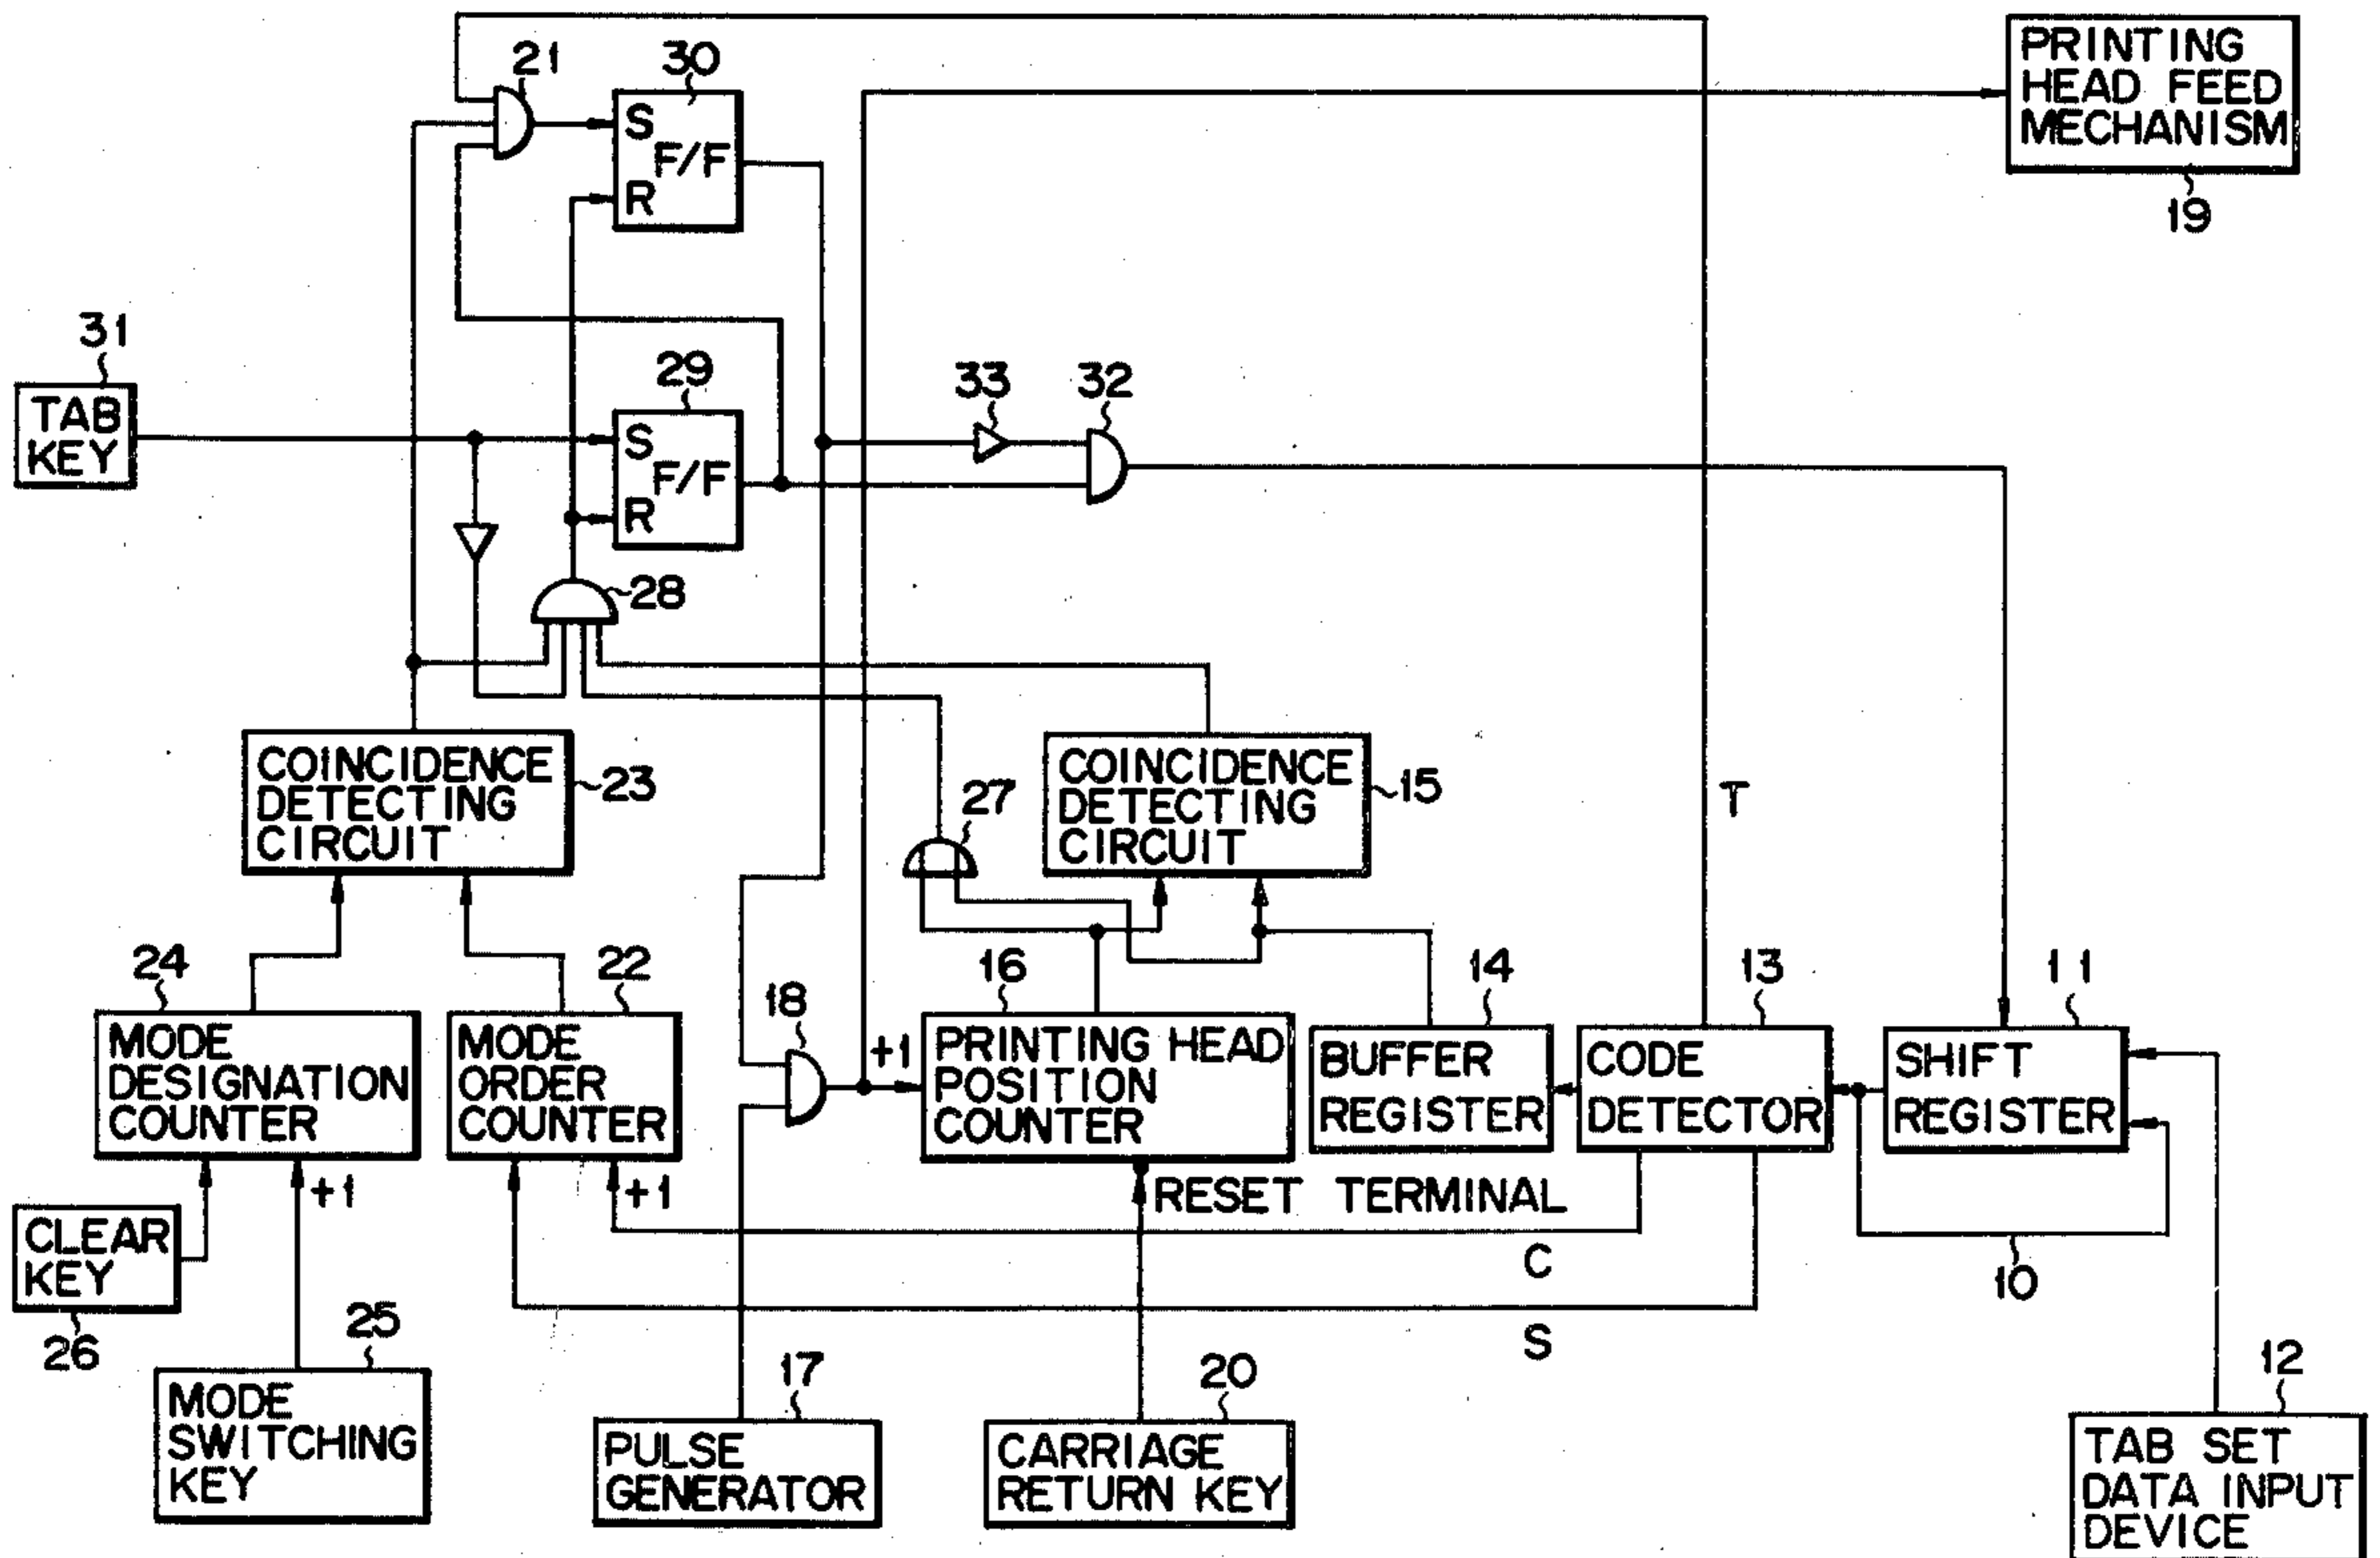 21
30
S
F/F
R
PRINTING
HEAD FEED
MECHANISM
19
31
TAB
KEY
29
S
F/F
R
33
32
28
COINCIDENCE
DETECTING
CIRCUIT
23
27
COINCIDENCE
DETECTING
CIRCUIT
15
T
24
MODE
DESIGNATION
COUNTER
22
MODE
ORDER
COUNTER
18
+1
16
PRINTING HEAD
POSITION
COUNTER
14
BUFFER
REGISTER
13
CODE
DETECTOR
11
SHIFT
REGISTER
+1
+1
RESET TERMINAL
CLEAR
KEY
26
C
10
S
25
MODE
SWITCHING
KEY
17
PULSE
GENERATOR
20
CARRIAGE
RETURN KEY
12
TAB SET
DATA INPUT
DEVICE